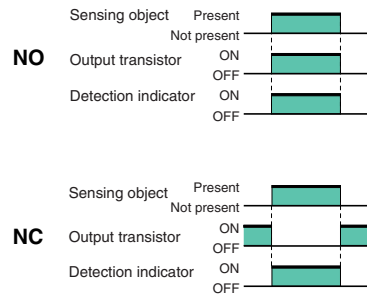 Sensing object Present
Not present
NO Output transistor ON
OFF
Detection indicator ON
OFF
Sensing object Present
Not present
NC Output transistor ON
OFF
Detection indicator ON
OFF